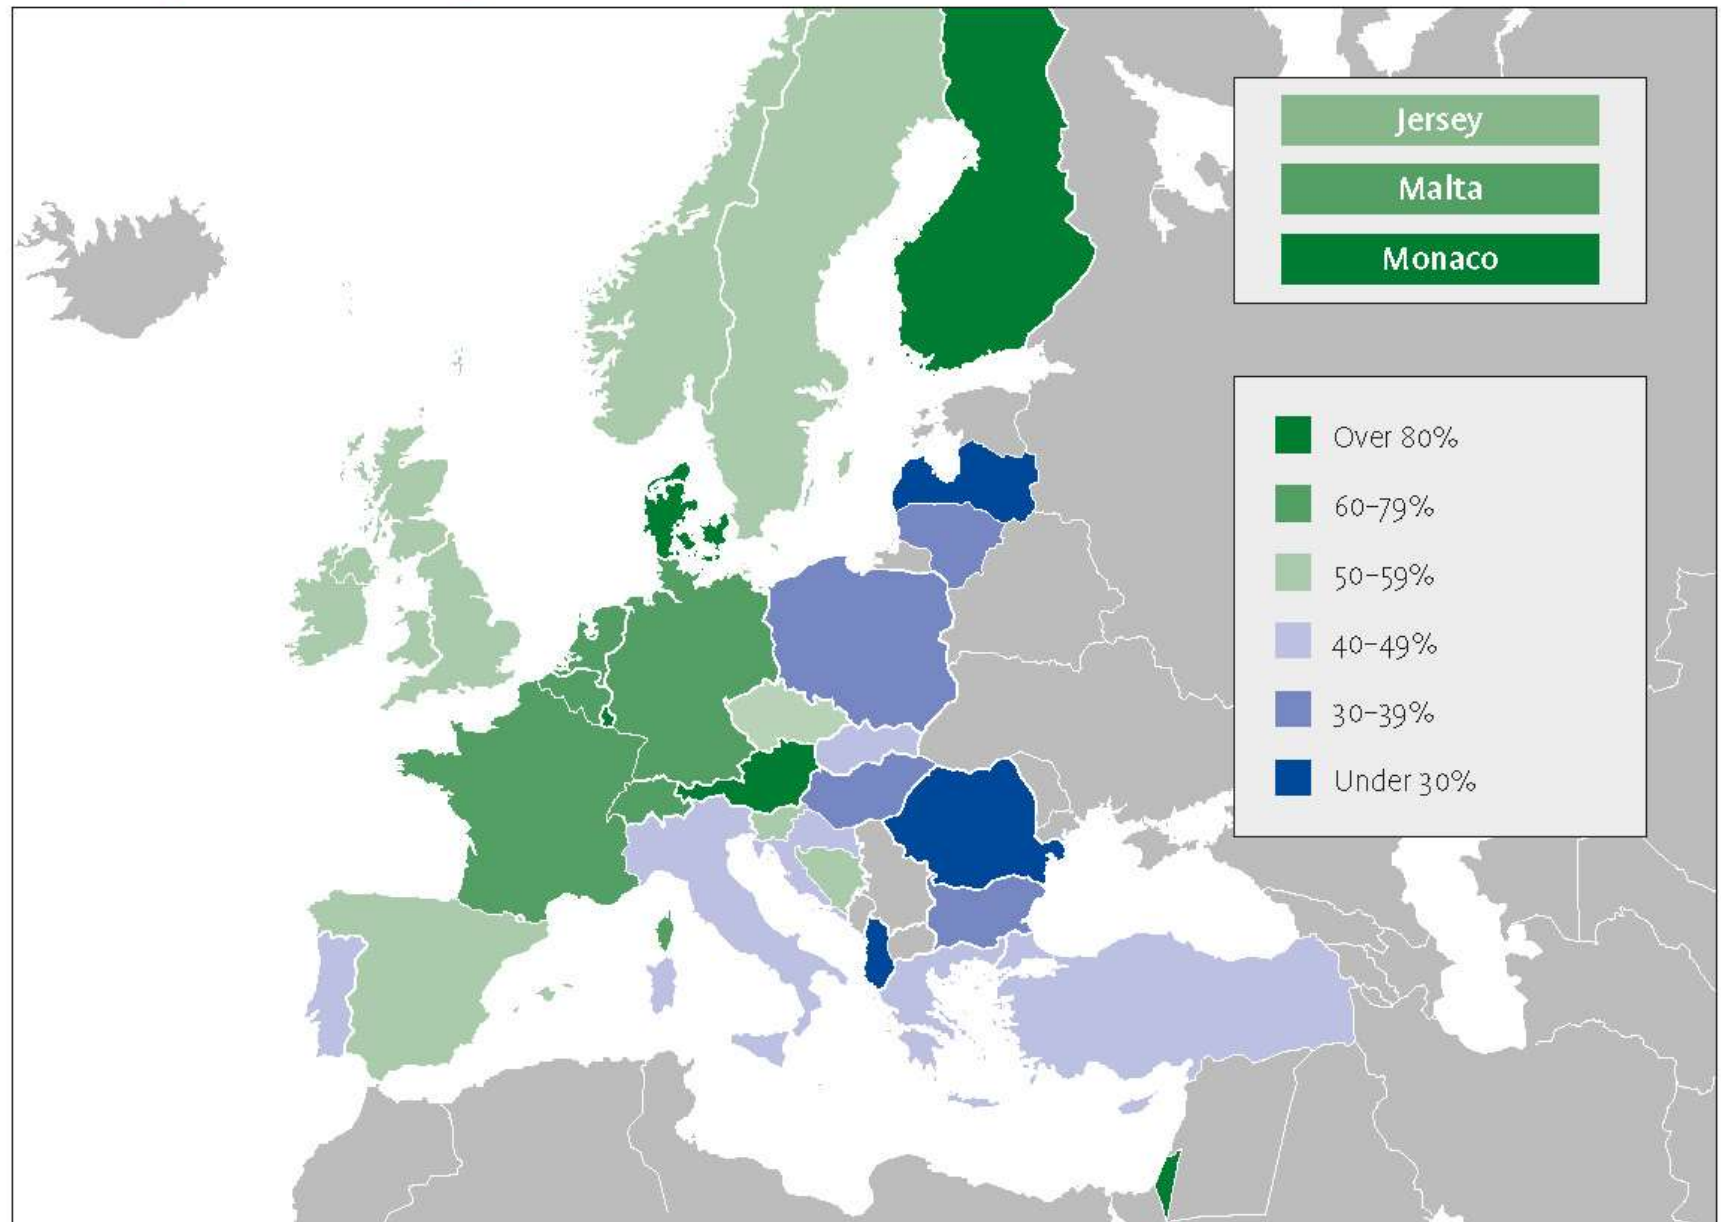 Jersey
Malta
Monaco
Over 80%
60–79%
50–59%
40–49%
30–39%
Under 30%